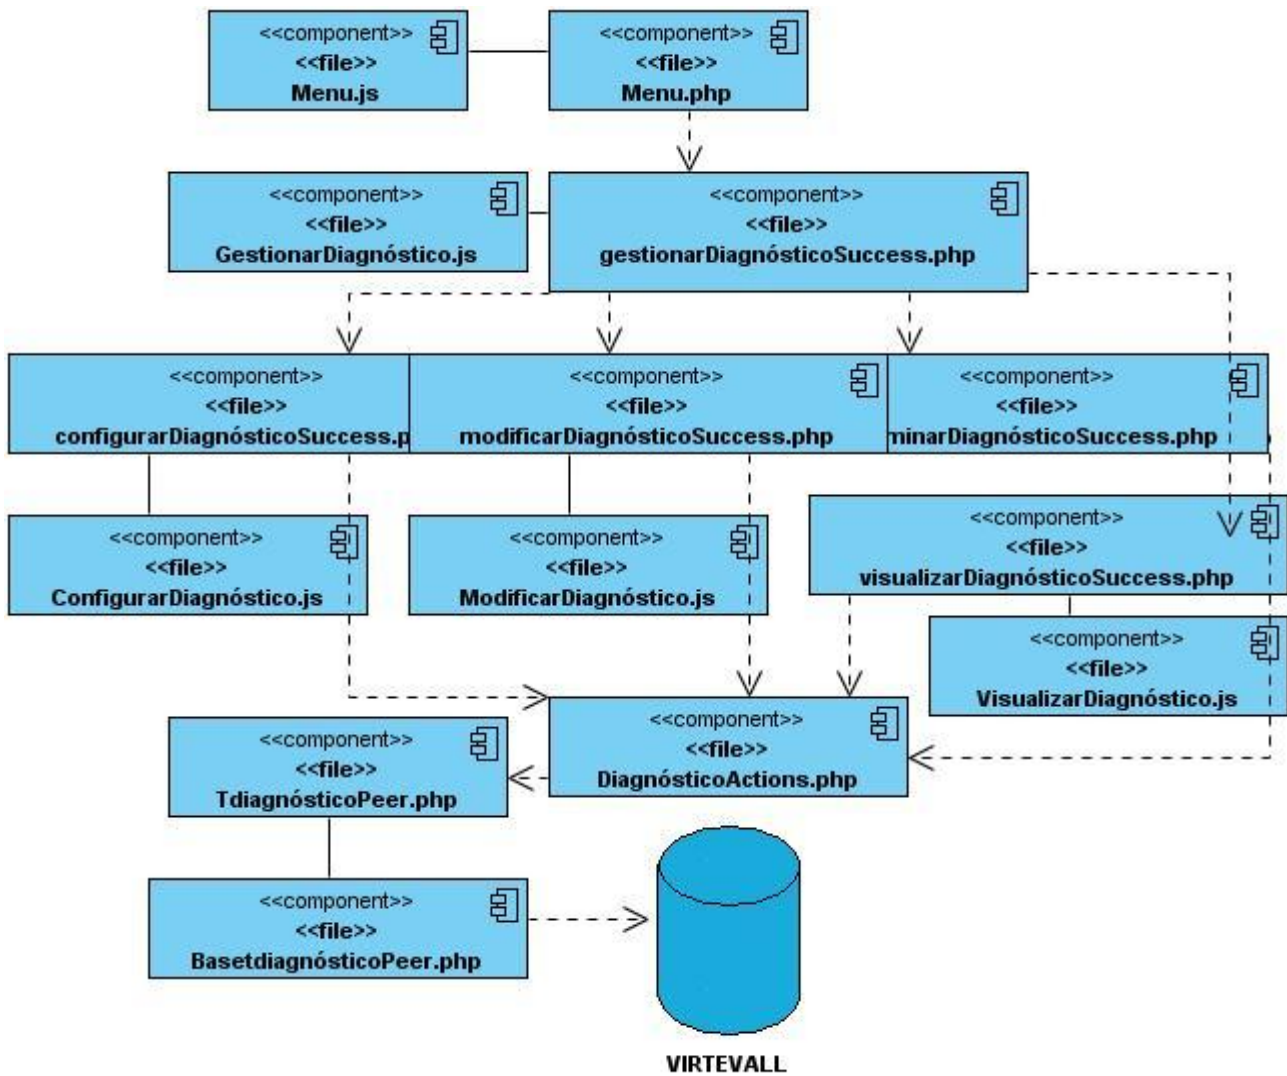 <<component>>
<<file>>
Menu.js
<<component>>
<<file>>
Menu.php
<<component>>
<<file>>
GestionarDiagnóstico.js
<<component>>
<<file>>
gestionarDiagnósticoSuccess.php
<<component>>
<<file>>
configurarDiagnósticoSuccess.p
<<component>>
<<file>>
modificarDiagnósticoSuccess.php
<<component>>
<<file>>
minarDiagnósticoSuccess.php
<<component>>
<<file>>
ConfigurarDiagnóstico.js
<<component>>
<<file>>
ModificarDiagnóstico.js
<<component>>
<<file>>
visualizarDiagnósticoSuccess.php
<<component>>
<<file>>
VisualizarDiagnóstico.js
<<component>>
<<file>>
DiagnósticoActions.php
<<component>>
<<file>>
TdiagnósticoPeer.php
<<component>>
<<file>>
BasetdiagnósticoPeer.php
VIRTEVALL